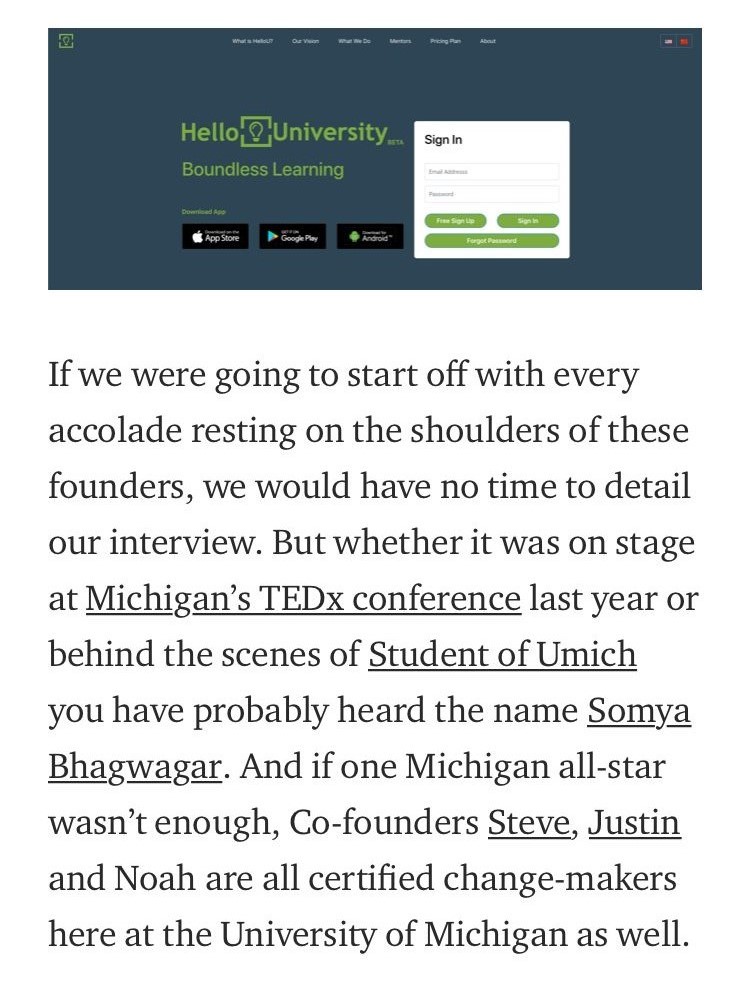 What is HelloU? Our Vision What We Do Mentors Pricing Plan About
Hello University BETA
Boundless Learning
Download App
Download on the App Store
GET IT ON Google Play
Download for Android™
Sign In
Email Addresss
Password
Free Sign Up Sign In
Forgot Password
If we were going to start off with every
accolade resting on the shoulders of these
founders, we would have no time to detail
our interview. But whether it was on stage
at Michigan’s TEDx conference last year or
behind the scenes of Student of Umich
you have probably heard the name Somya
Bhagwagar. And if one Michigan all-star
wasn’t enough, Co-founders Steve, Justin
and Noah are all certified change-makers
here at the University of Michigan as well.